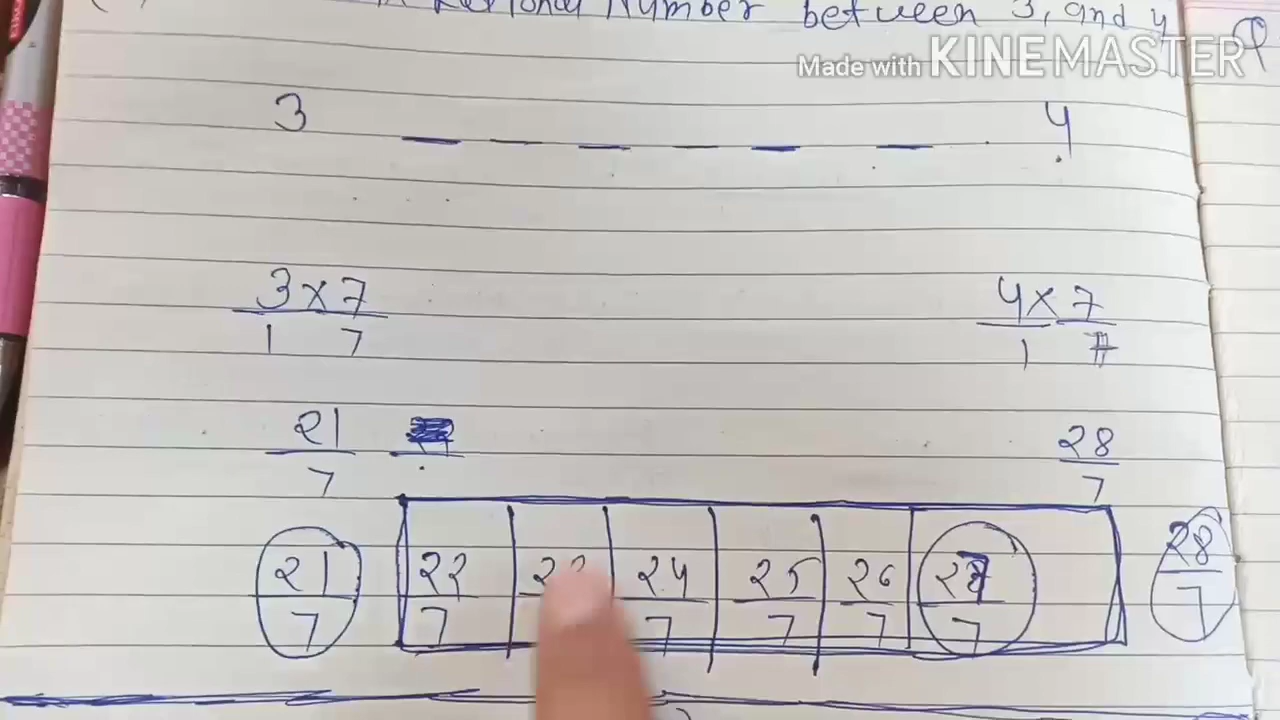 Number between 3, and 4
Made with KINEMASTER
3 _ _ _ _ _ _ 4
3 x 7 4 x 7
1 7 1 7
21 28
7 7
21 22 24 25 26 27 28
7 7 7 7 7 7 7